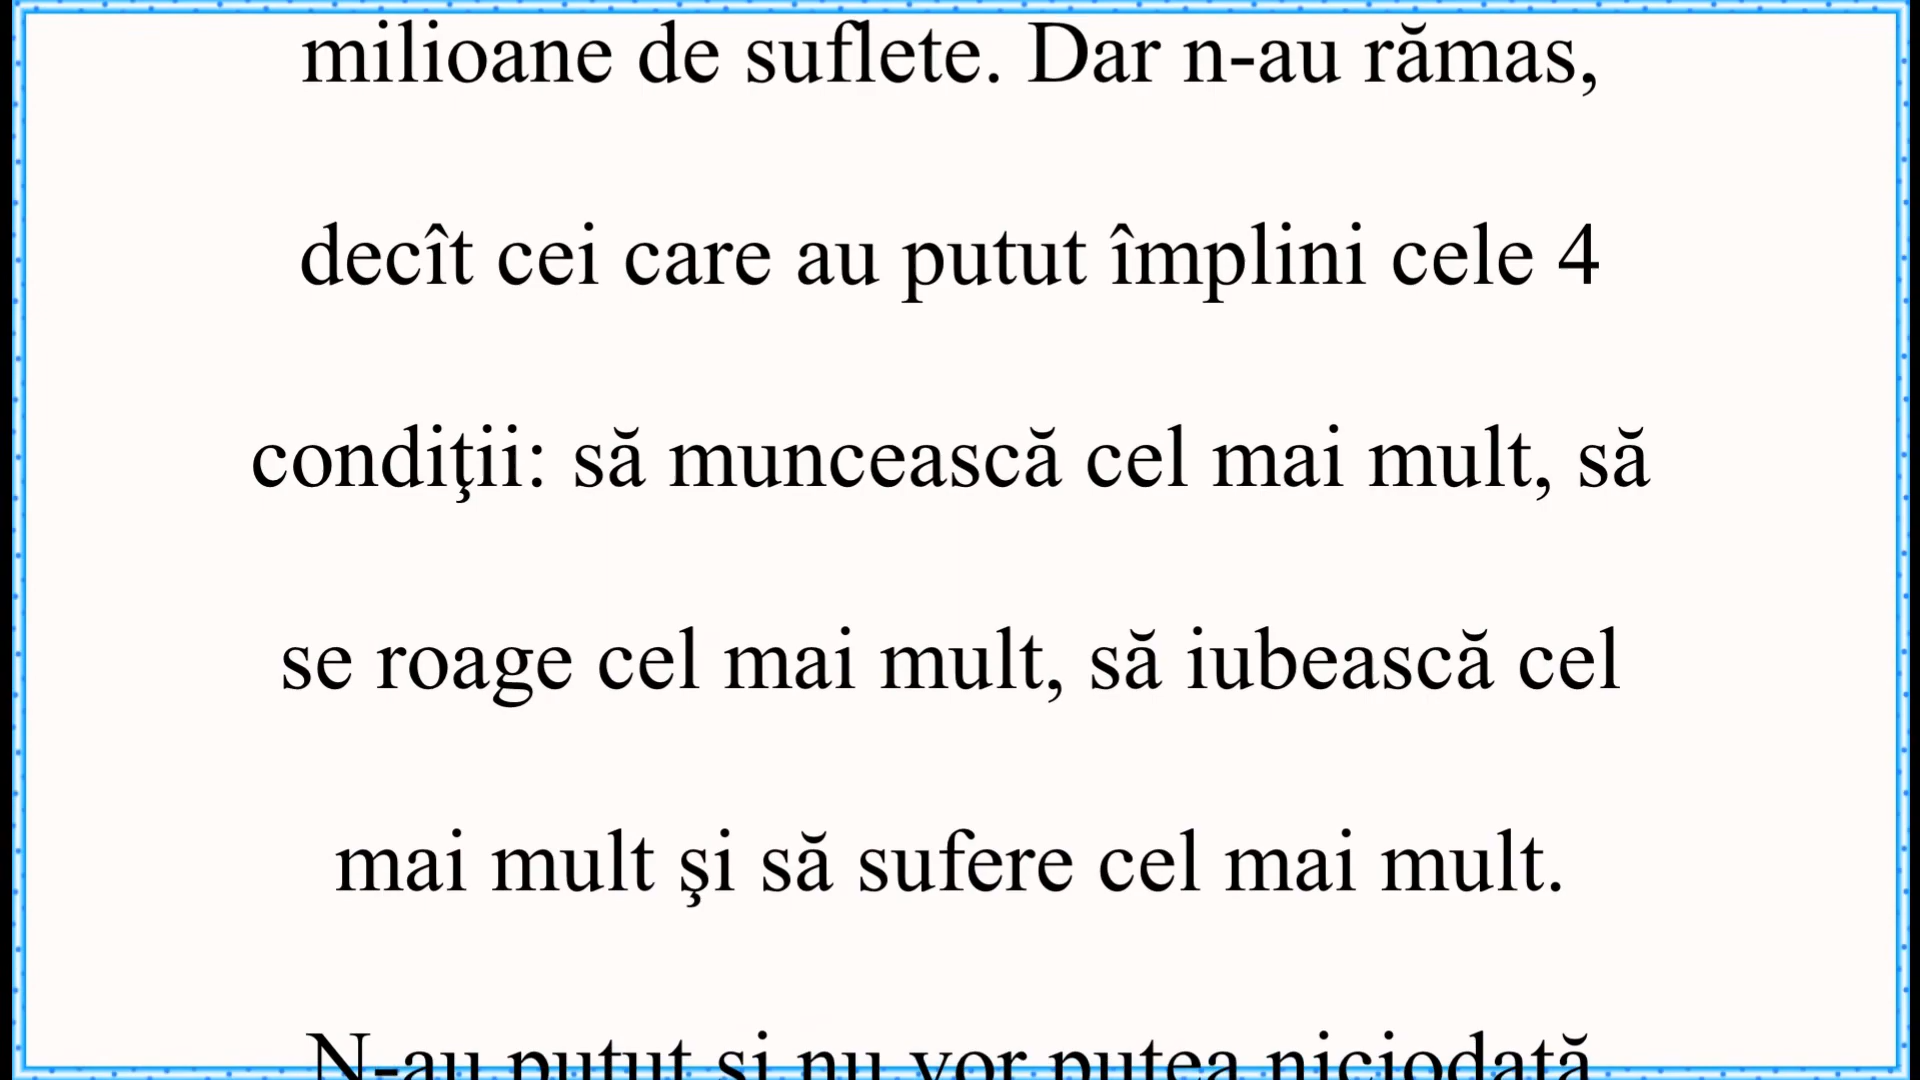 milioane de suflete. Dar n-au rămas,
decît cei care au putut împlini cele 4
condiţii: să muncească cel mai mult, să
se roage cel mai mult, să iubească cel
mai mult şi să sufere cel mai mult.
N-au putut şi nu vor putea niciodată